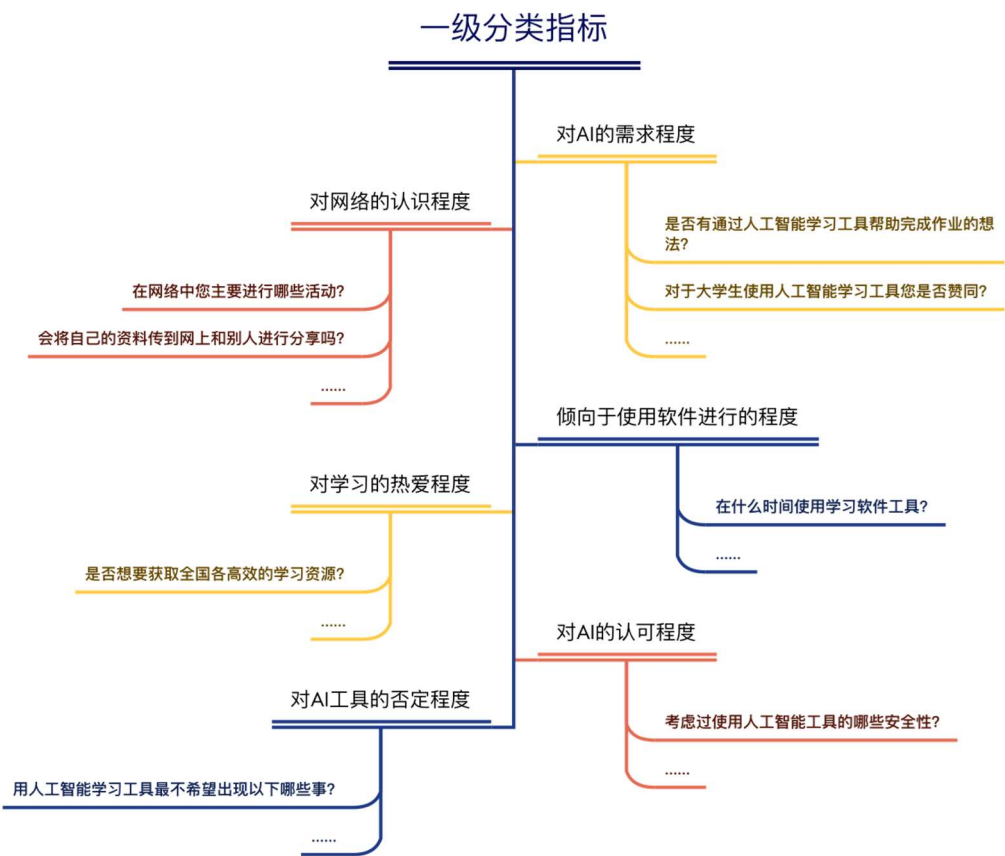 一级分类指标
对AI的需求程度
是否有通过人工智能学习工具帮助完成作业的想
法?
对于大学生使用人工智能学习工具您是否赞同?
......
对网络的认识程度
在网络中您主要进行哪些活动?
会将自己的资料传到网上和别人进行分享吗?
......
倾向于使用软件进行的程度
在什么时间使用学习软件工具?
......
对学习的热爱程度
是否想要获取全国各高效的学习资源?
......
对AI的认可程度
考虑过使用人工智能工具的哪些安全性?
......
对AI工具的否定程度
用人工智能学习工具最不希望出现以下哪些事?
......